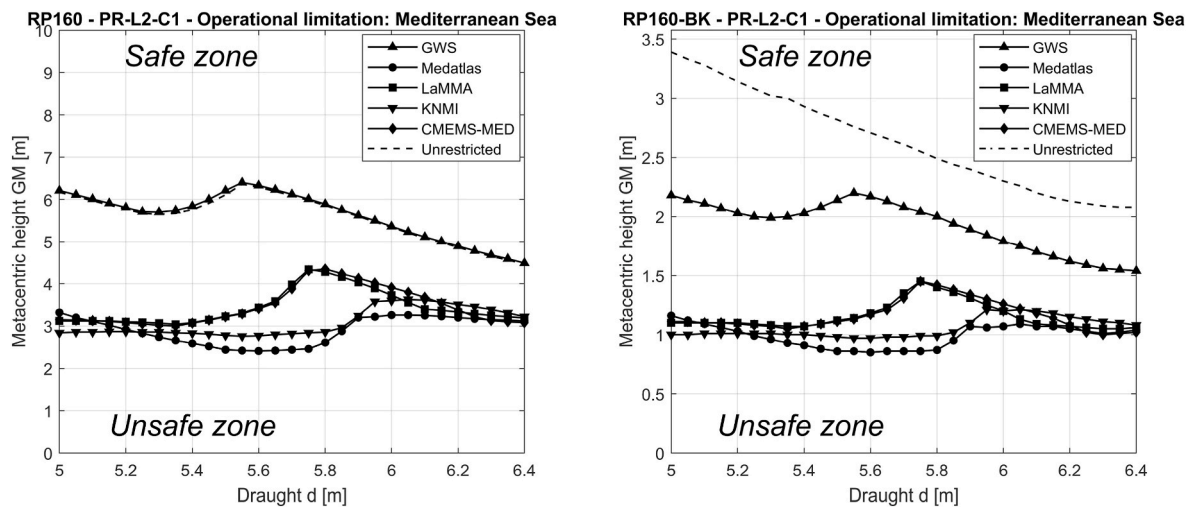 RP160 - PR-L2-C1 - Operational limitation: Mediterranean Sea
10
9
8
7
6
5
4
3
2
1
0
Metacentric height GM [m]
Safe zone
GWS
Medatlas
LaMMA
KNMI
CMEMS-MED
Unrestricted
Unsafe zone
5 5.2 5.4 5.6 5.8 6 6.2 6.4
Draught d [m]
RP160-BK - PR-L2-C1 - Operational limitation: Mediterranean Sea
3.5
3
2.5
2
1.5
1
0.5
0
Metacentric height GM [m]
Safe zone
GWS
Medatlas
LaMMA
KNMI
CMEMS-MED
Unrestricted
Unsafe zone
5 5.2 5.4 5.6 5.8 6 6.2 6.4
Draught d [m]